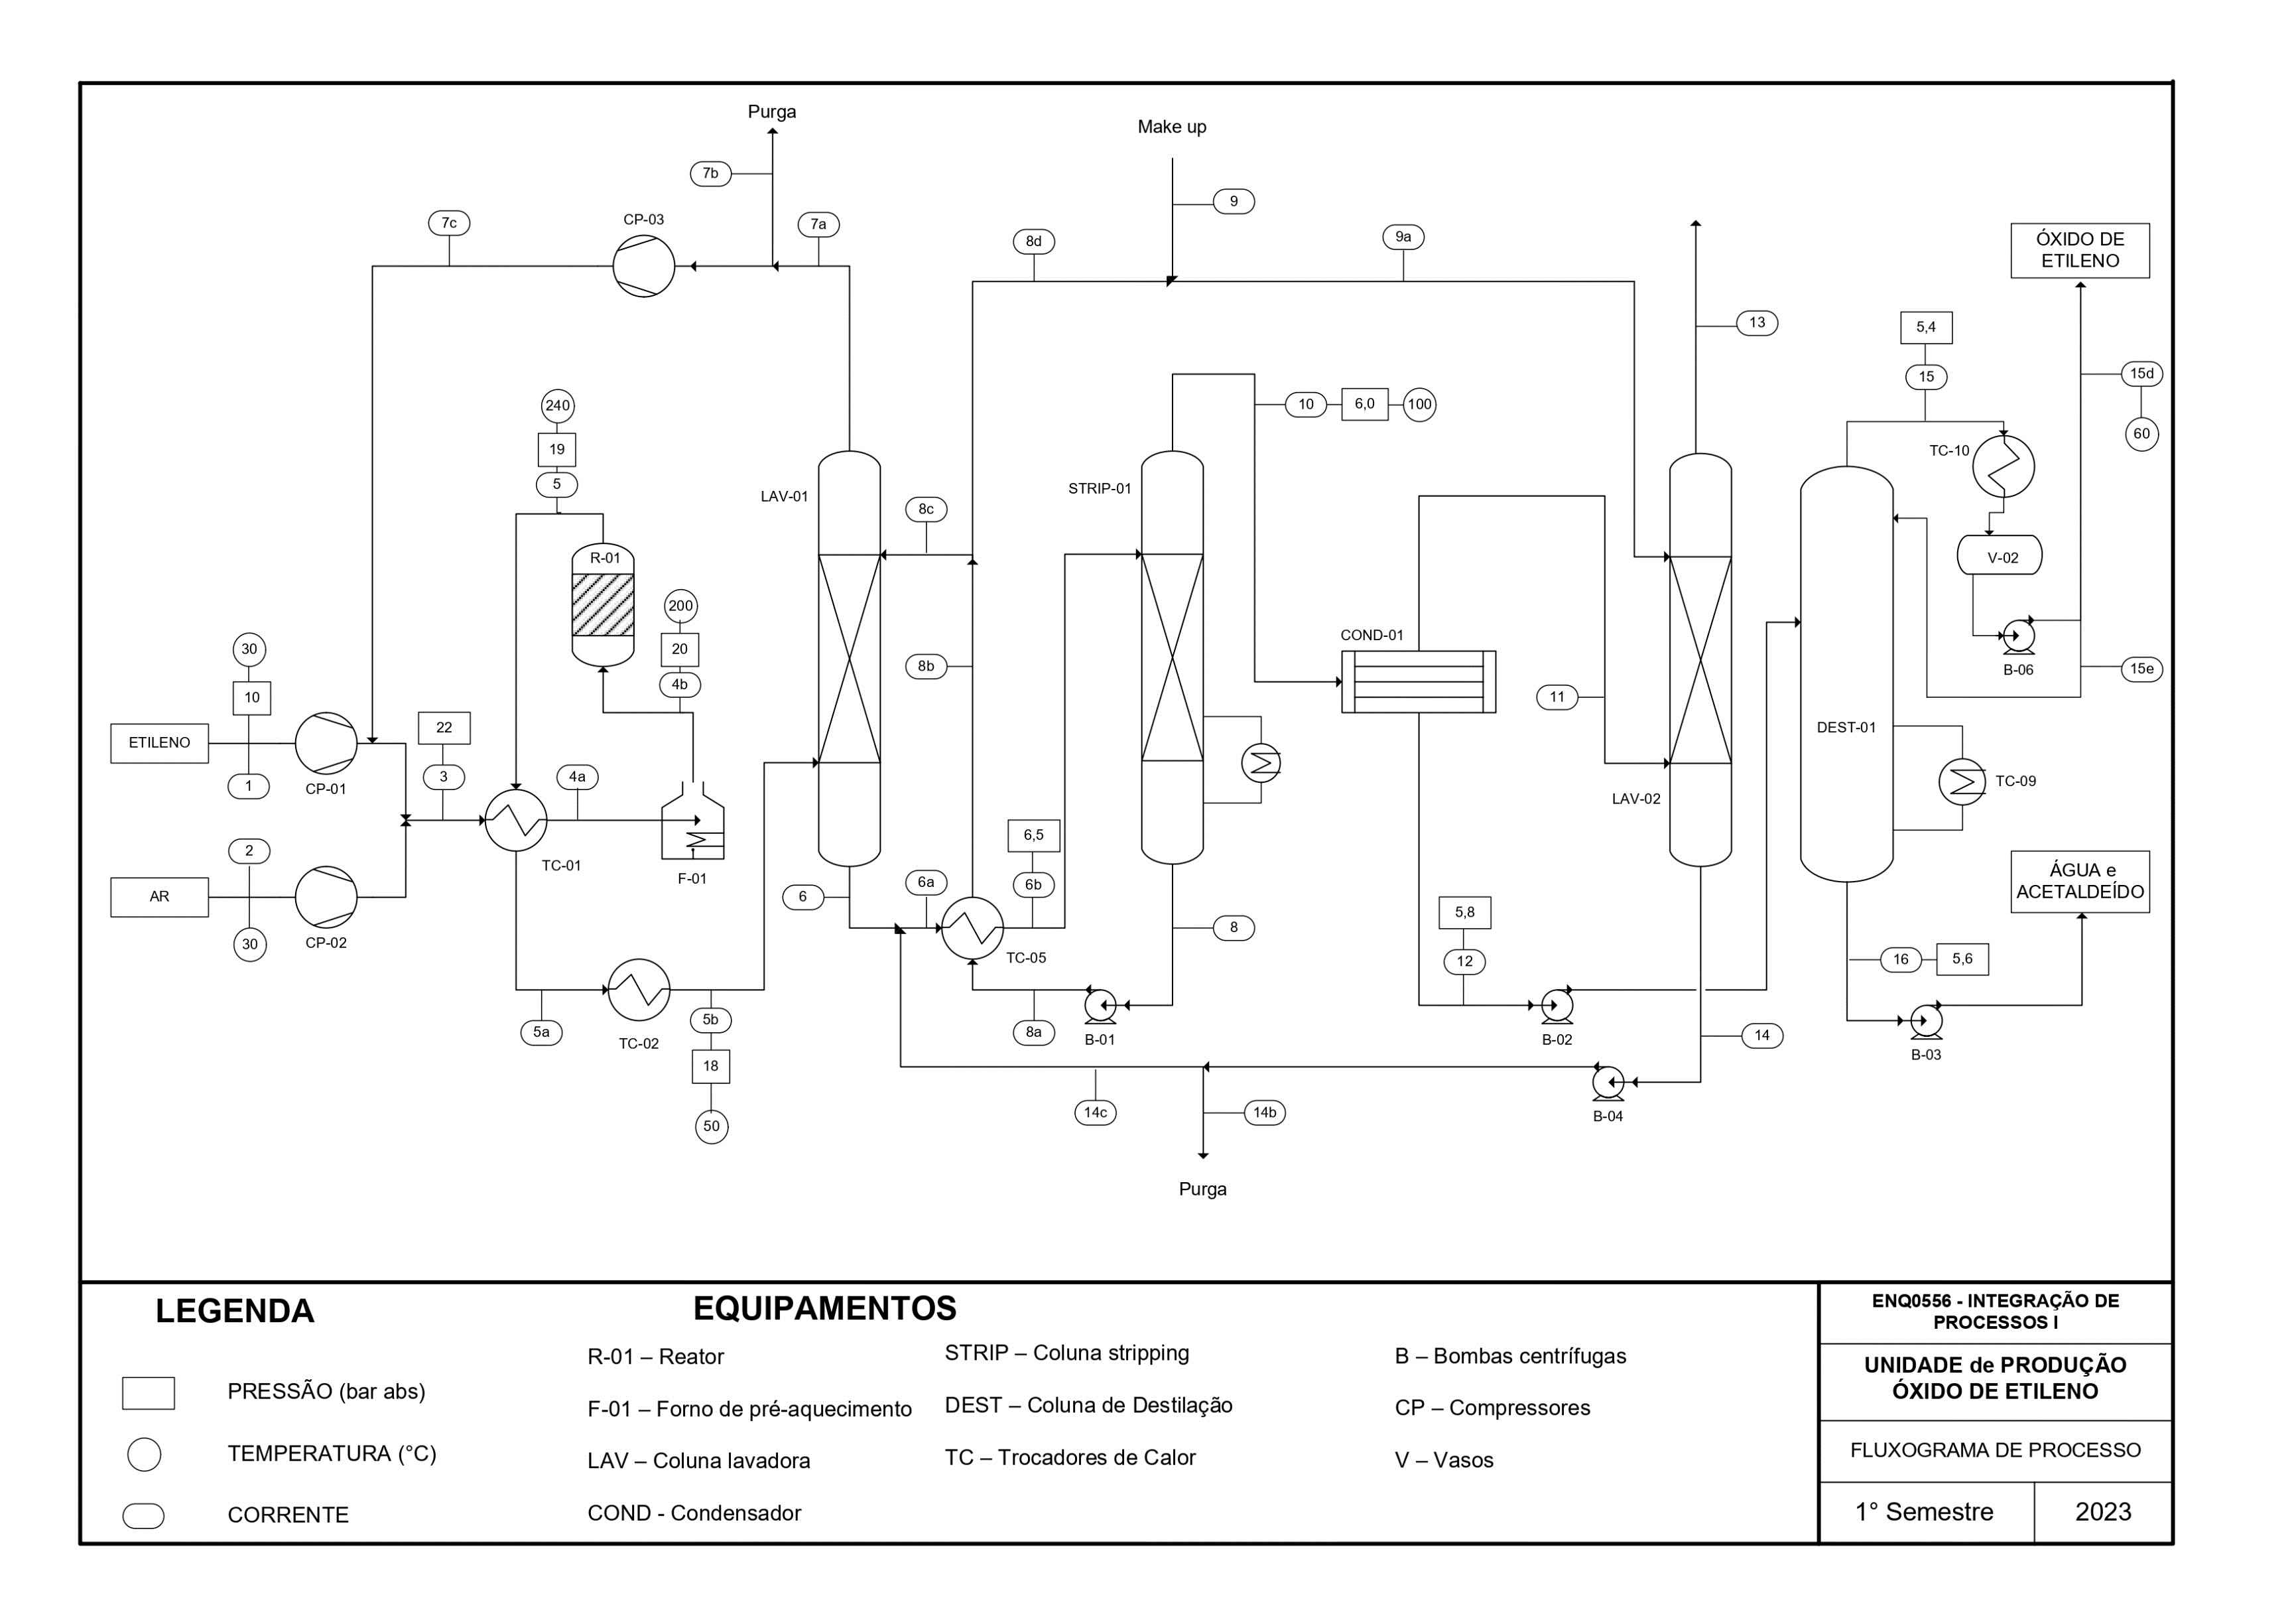 Purga
Make up
7b
9
7c
CP-03
7a
8d
9a
ÓXIDO DE
ETILENO
13
5,4
15
15d
60
240
19
5
10
6,0
100
TC-10
LAV-01
STRIP-01
8c
R-01
V-02
200
20
4b
COND-01
B-06
15e
30
10
8b
11
DEST-01
ETILENO
22
3
4a
1
CP-01
TC-09
LAV-02
2
6,5
TC-01
F-01
AR
6
6a
6b
ÁGUA e
ACETALDEÍDO
30
CP-02
5,8
8
TC-05
12
16
5,6
5a
TC-02
5b
8a
B-01
B-02
14
B-03
18
14c
14b
B-04
50
Purga
LEGENDA
PRESSÃO (bar abs)
TEMPERATURA (°C)
CORRENTE
EQUIPAMENTOS
R-01 – Reator
F-01 – Forno de pré-aquecimento
LAV – Coluna lavadora
COND - Condensador
STRIP – Coluna stripping
DEST – Coluna de Destilação
TC – Trocadores de Calor
B – Bombas centrífugas
CP – Compressores
V – Vasos
ENQ0556 - INTEGRAÇÃO DE
PROCESSOS I
UNIDADE de PRODUÇÃO
ÓXIDO DE ETILENO
FLUXOGRAMA DE PROCESSO
1° Semestre
2023